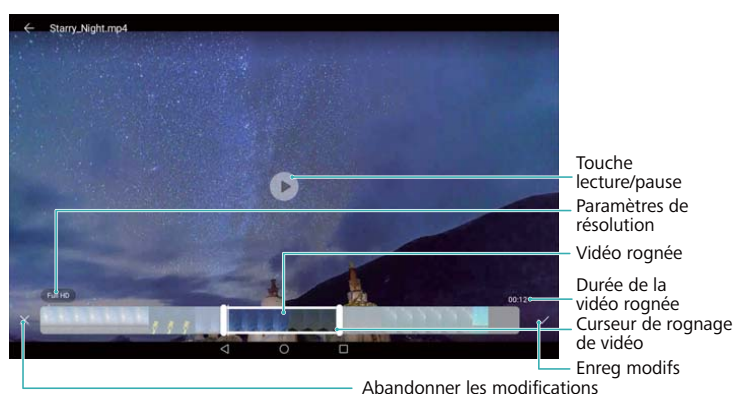 Starry_Night.mp4
Touche
lecture/pause
Paramètres de
résolution
Vidéo rognée
Full HD
00:12
Durée de la
vidéo rognée
Curseur de rognage
de vidéo
Enreg modifs
Abandonner les modifications